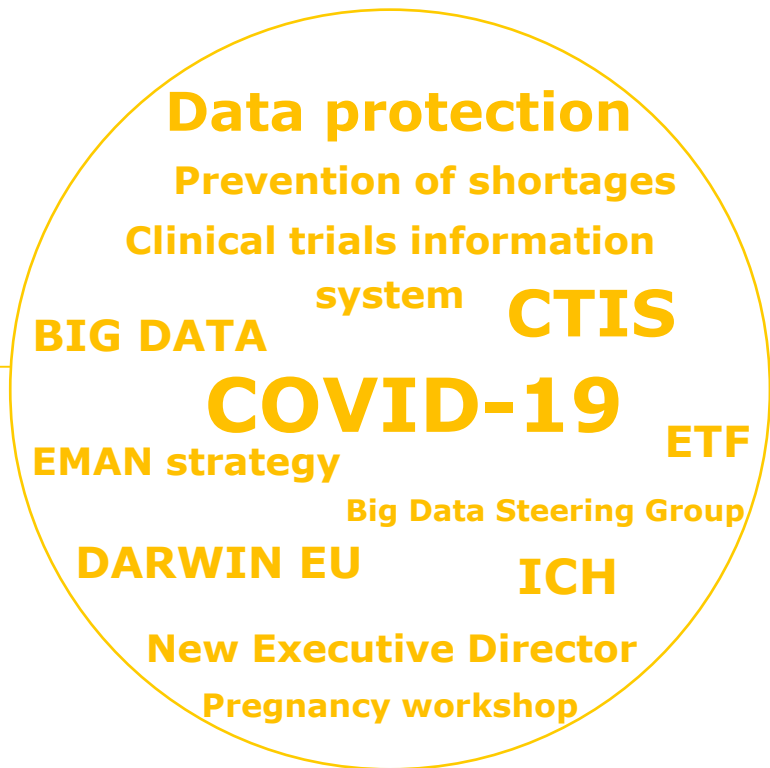 Data protection
Prevention of shortages
Clinical trials information
system
CTIS
BIG DATA
COVID-19
ETF
EMAN strategy
Big Data Steering Group
DARWIN EU
ICH
New Executive Director
Pregnancy workshop